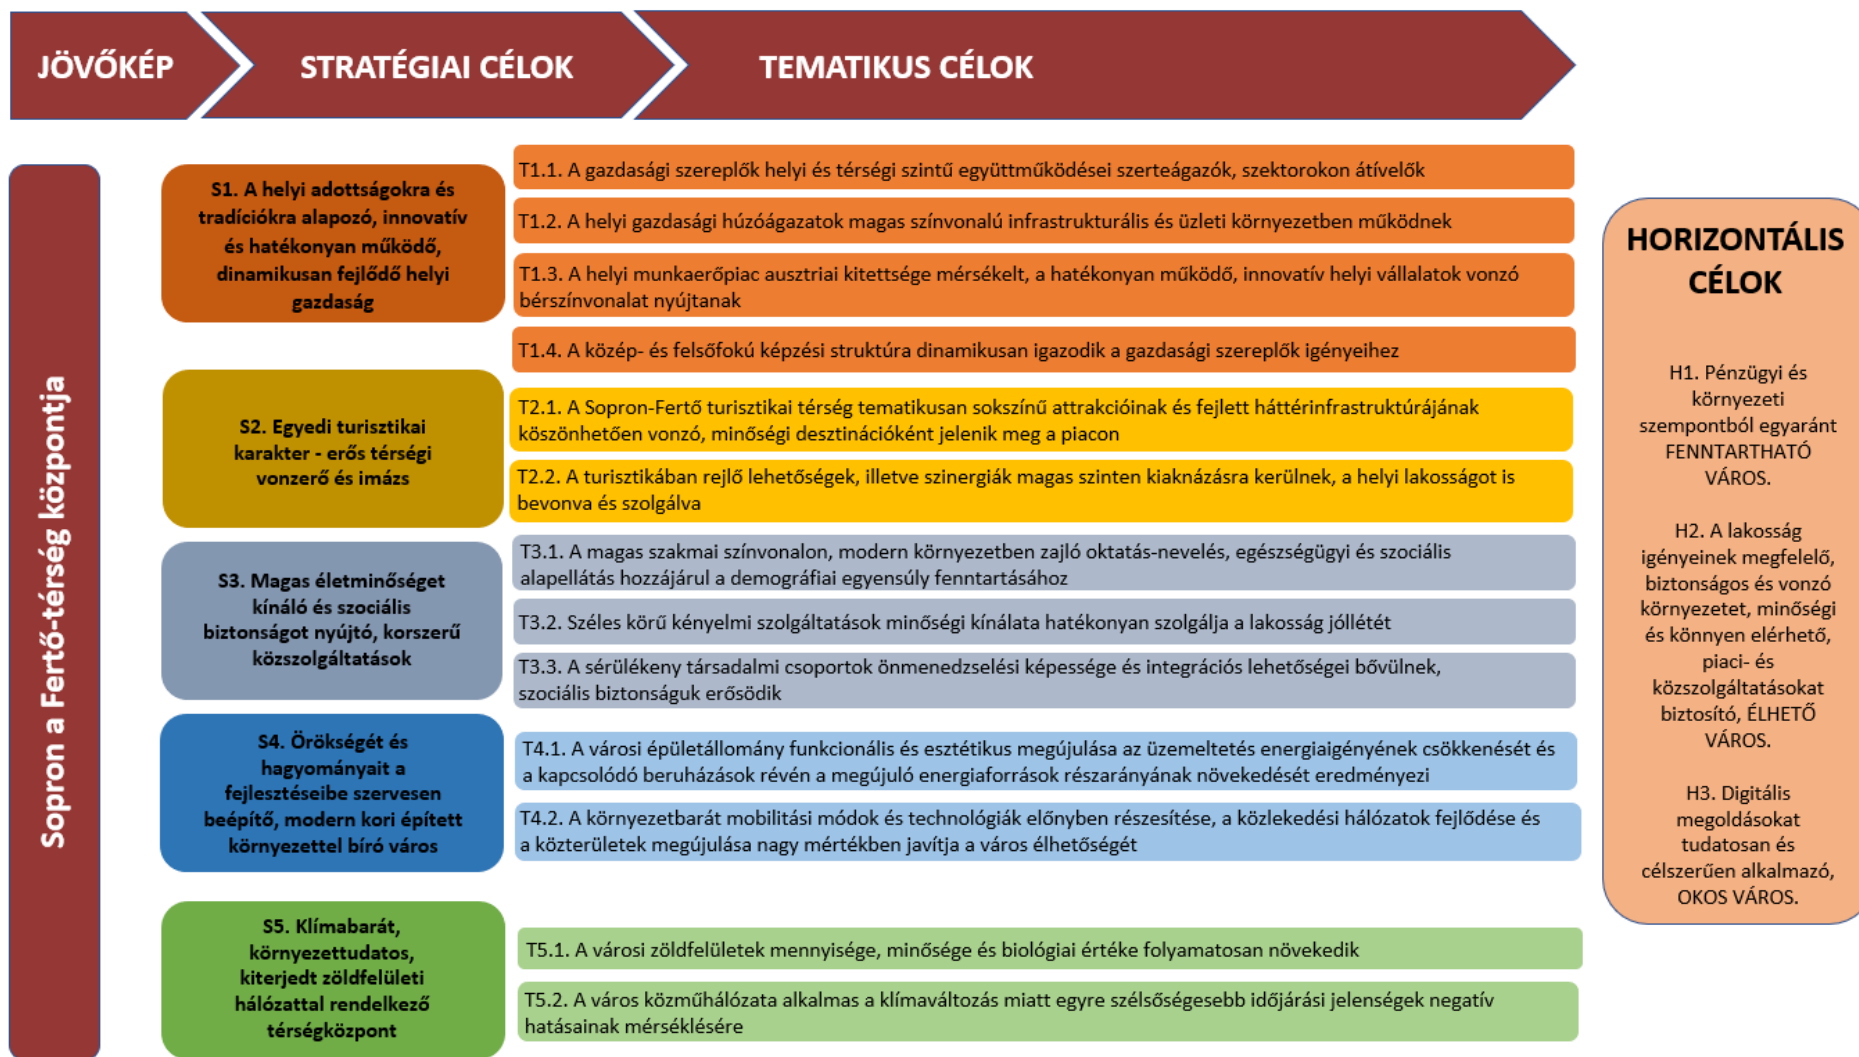 JÖVŐKÉP
STRATÉGIAI CÉLOK
TEMATIKUS CÉLOK
Sopron a Fertő-térség központja
S1. A helyi adottságokra és
tradíciókra alapozó, innovatív
és hatékonyan működő,
dinamikusan fejlődő helyi
gazdaság
T1.1. A gazdasági szereplők helyi és térségi szintű együttműködései szerteágazók, szektorokon átívelők
T1.2. A helyi gazdasági húzóágazatok magas színvonalú infrastrukturális és üzleti környezetben működnek
T1.3. A helyi munkaerőpiac ausztriai kitettsége mérsékelt, a hatékonyan működő, innovatív helyi vállalatok vonzó
bérszínvonalat nyújtanak
T1.4. A közép- és felsőfokú képzési struktúra dinamikusan igazodik a gazdasági szereplők igényeihez
S2. Egyedi turisztikai
karakter - erős térségi
vonzerő és imázs
T2.1. A Sopron-Fertő turisztikai térség tematikusan sokszínű attrakcióinak és fejlett háttérinfrastruktúrájának
köszönhetően vonzó, minőségi desztinációként jelenik meg a piacon
T2.2. A turisztikában rejlő lehetőségek, illetve szinergiák magas szinten kiaknázásra kerülnek, a helyi lakosságot is
bevonva és szolgálva
S3. Magas életminőséget
kínáló és szociális
biztonságot nyújtó, korszerű
közszolgáltatások
T3.1. A magas szakmai színvonalon, modern környezetben zajló oktatás-nevelés, egészségügyi és szociális
alapellátás hozzájárul a demográfiai egyensúly fenntartásához
T3.2. Széles körű kényelmi szolgáltatások minőségi kínálata hatékonyan szolgálja a lakosság jóllétét
T3.3. A sérülékeny társadalmi csoportok önmenedzselési képessége és integrációs lehetőségei bővülnek,
szociális biztonságuk erősödik
S4. Örökségét és
hagyományait a
fejlesztéseibe szervesen
beépítő, modern kori épített
környezettel bíró város
T4.1. A városi épületállomány funkcionális és esztétikus megújulása az üzemeltetés energiaigényének csökkenését és
a kapcsolódó beruházások révén a megújuló energiaforrások részarányának növekedését eredményezi
T4.2. A környezetbarát mobilitási módok és technológiák előnyben részesítése, a közlekedési hálózatok fejlődése és
a közterületek megújulása nagy mértékben javítja a város élhetőségét
S5. Klímabarát,
környezettudatos,
kiterjedt zöldfelületi
hálózattal rendelkező
térségközpont
T5.1. A városi zöldfelületek mennyisége, minősége és biológiai értéke folyamatosan növekedik
T5.2. A város közműhálózata alkalmas a klímaváltozás miatt egyre szélsőségesebb időjárási jelenségek negatív
hatásainak mérséklésére
HORIZONTÁLIS
CÉLOK
H1. Pénzügyi és
környezeti
szempontból egyaránt
FENNTARTHATÓ
VÁROS.
H2. A lakosság
igényeinek megfelelő,
biztonságos és vonzó
környezetet, minőségi
és könnyen elérhető,
piaci- és
közszolgáltatásokat
biztosító, ÉLHETŐ
VÁROS.
H3. Digitális
megoldásokat
tudatosan és
célszerűen alkalmazó,
OKOS VÁROS.